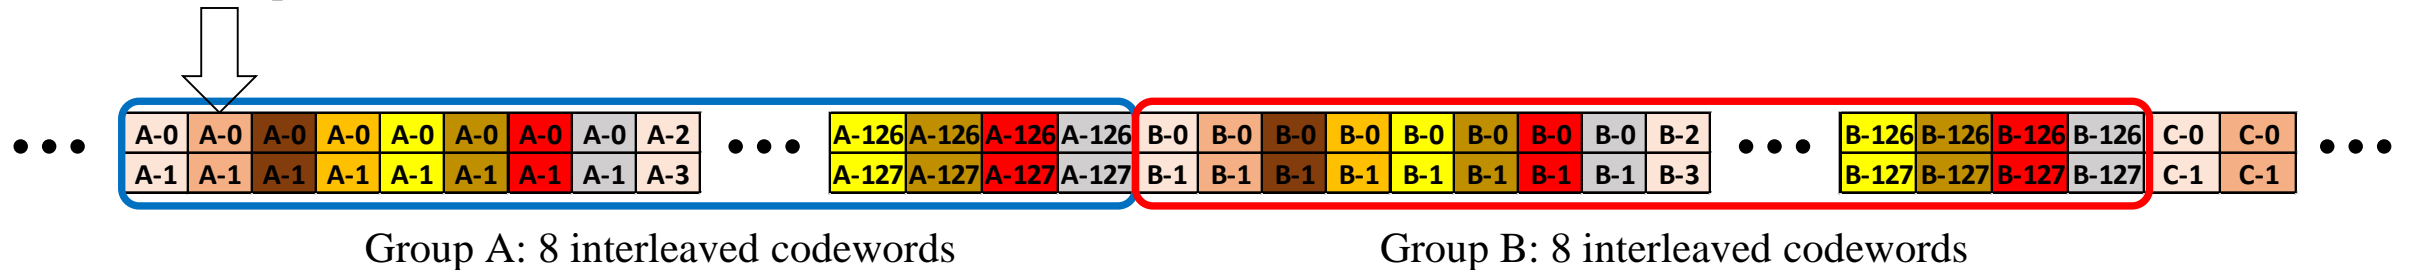 ••• A-0 A-0 A-0 A-0 A-0 A-0 A-0 A-0 A-2 ••• A-126 A-126 A-126 A-126 B-0 B-0 B-0 B-0 B-0 B-0 B-0 B-0 B-2 ••• B-126 B-126 B-126 B-126 C-0 C-0 •••
A-1 A-1 A-1 A-1 A-1 A-1 A-1 A-1 A-3 A-127 A-127 A-127 A-127 B-1 B-1 B-1 B-1 B-1 B-1 B-1 B-1 B-3 B-127 B-127 B-127 B-127 C-1 C-1
Group A: 8 interleaved codewords Group B: 8 interleaved codewords